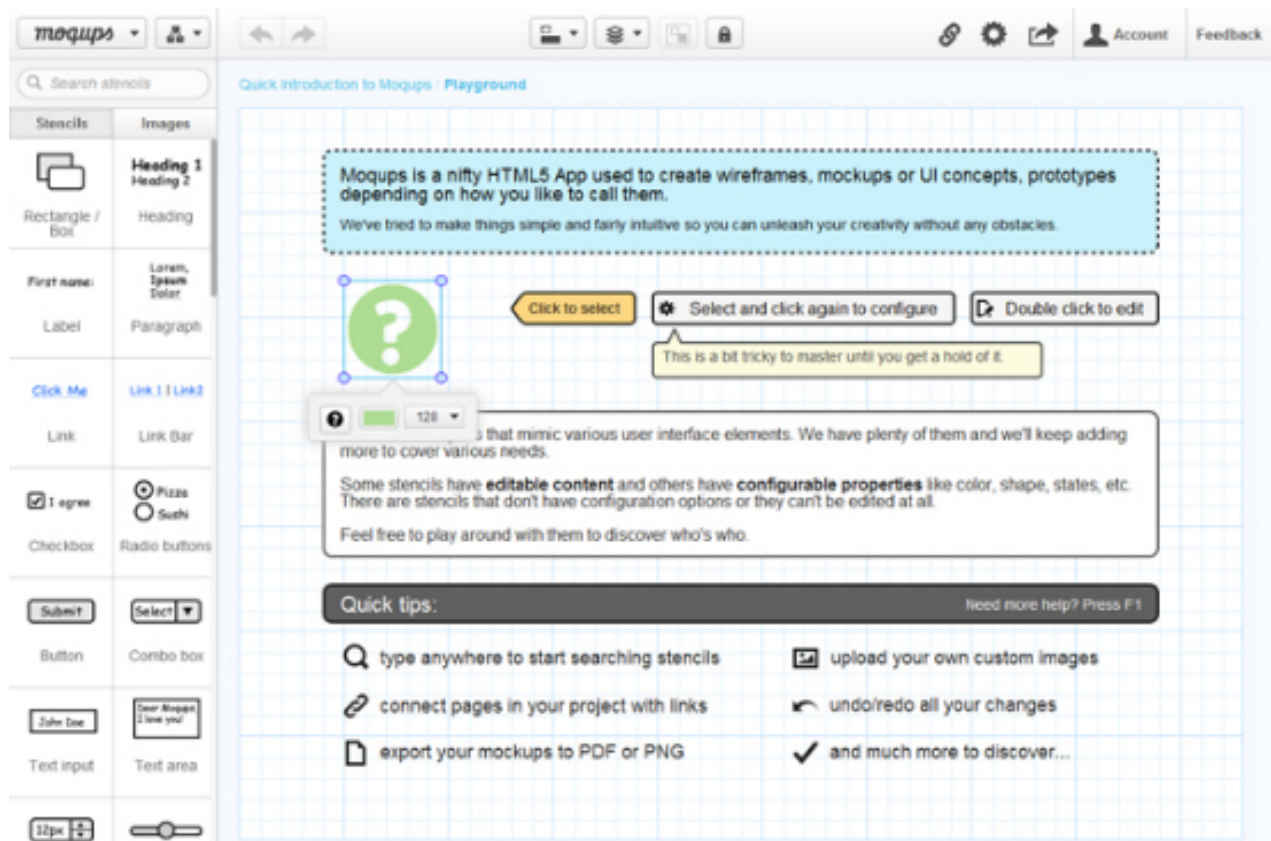 moqups
Account
Feedback
Search stencils
Quick Introduction to Moqups / Playground
Stencils
Images
Heading 1
Heading 2
Rectangle /
Box
Heading
First name:
Lorem,
Ipsum
Dolor
Label
Paragraph
Click Me
Link 1 | Link2
Link
Link Bar
I agree
Pizza
Sushi
Checkbox
Radio buttons
Submit
Select
Button
Combo box
John Doe
Dear Moqups,
I love you!
Text input
Text area
12px
Moqups is a nifty HTML5 App used to create wireframes, mockups or UI concepts, prototypes
depending on how you like to call them.
We've tried to make things simple and fairly intuitive so you can unleash your creativity without any obstacles.
Click to select
Select and click again to configure
Double click to edit
This is a bit tricky to master until you get a hold of it.
128
that mimic various user interface elements. We have plenty of them and we'll keep adding
more to cover various needs.
Some stencils have editable content and others have configurable properties like color, shape, states, etc.
There are stencils that don't have configuration options or they can't be edited at all.
Feel free to play around with them to discover who's who.
Quick tips:
Need more help? Press F1
type anywhere to start searching stencils
upload your own custom images
connect pages in your project with links
undo/redo all your changes
export your mockups to PDF or PNG
and much more to discover...